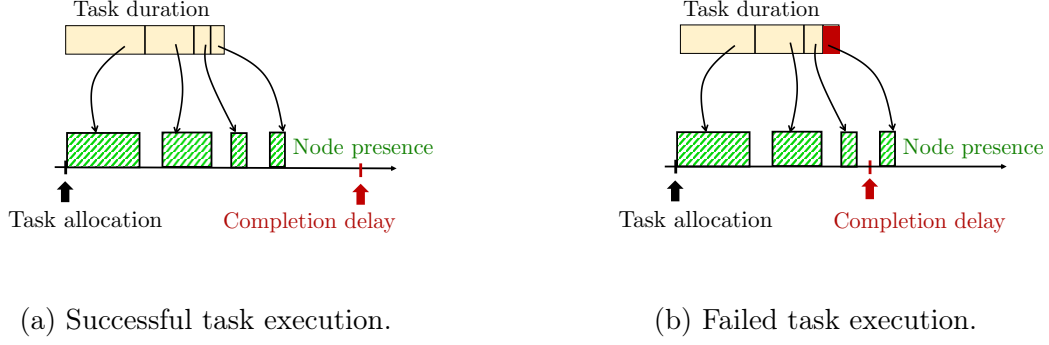 Task duration
Node presence
Task allocation
Completion delay
(a) Successful task execution.
Task duration
Node presence
Task allocation
Completion delay
(b) Failed task execution.